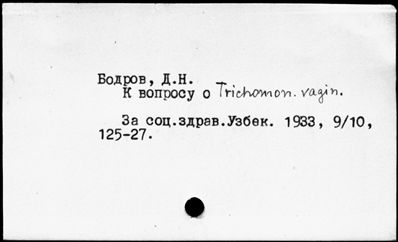 Бодров, Д.Н.
К вопросу о Trichomon. vagin.
За соц.здрав.Узбек. 1933, 9/10,
125-27.